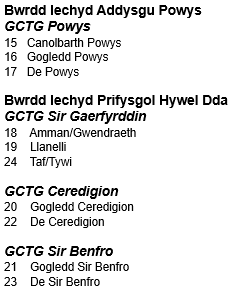 Bwrdd Iechyd Addysgu Powys
GCTG Powys
15 Canolbarth Powys
16 Gogledd Powys
17 De Powys
Bwrdd Iechyd Prifysgol Hywel Dda
GCTG Sir Gaerfyrddin
18 Amman/Gwendraeth
19 Llanelli
24 Taf/Tywi
GCTG Ceredigion
20 Gogledd Ceredigion
22 De Ceredigion
GCTG Sir Benfro
21 Gogledd Sir Benfro
23 De Sir Benfro